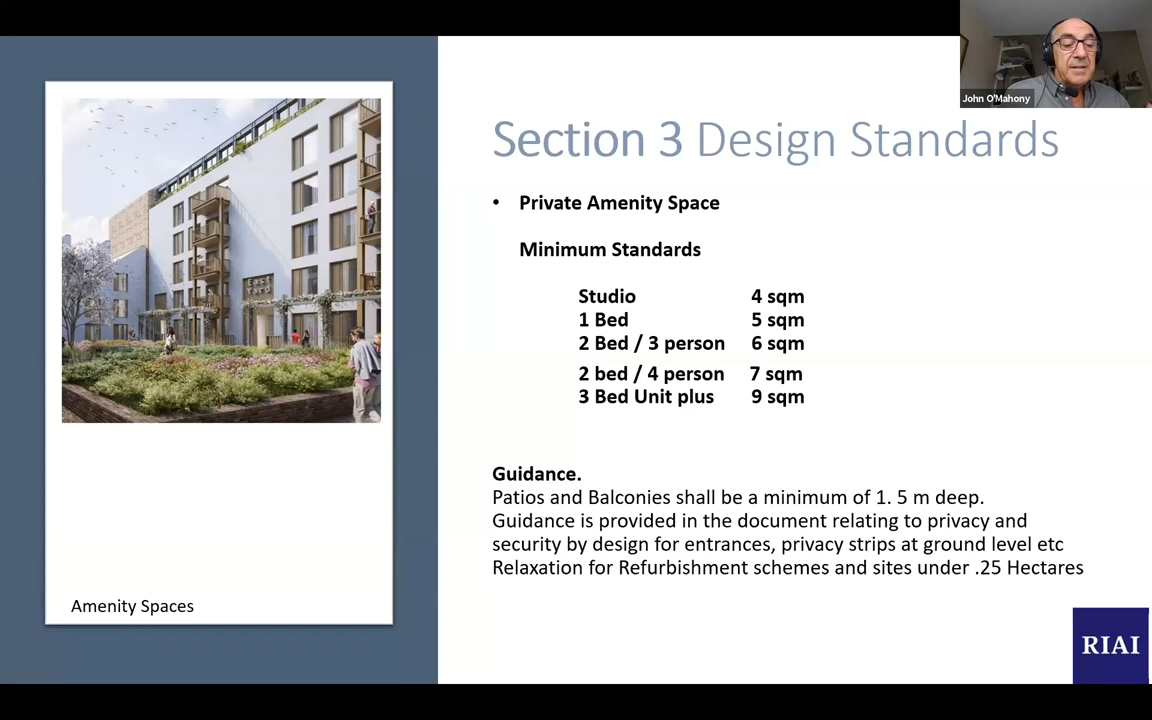 John O'Mahony
Section 3 Design Standards
• Private Amenity Space
Minimum Standards
Studio 4 sqm
1 Bed 5 sqm
2 Bed / 3 person 6 sqm
2 bed / 4 person 7 sqm
3 Bed Unit plus 9 sqm
Guidance.
Patios and Balconies shall be a minimum of 1. 5 m deep.
Guidance is provided in the document relating to privacy and
security by design for entrances, privacy strips at ground level etc
Relaxation for Refurbishment schemes and sites under .25 Hectares
Amenity Spaces
RIAI